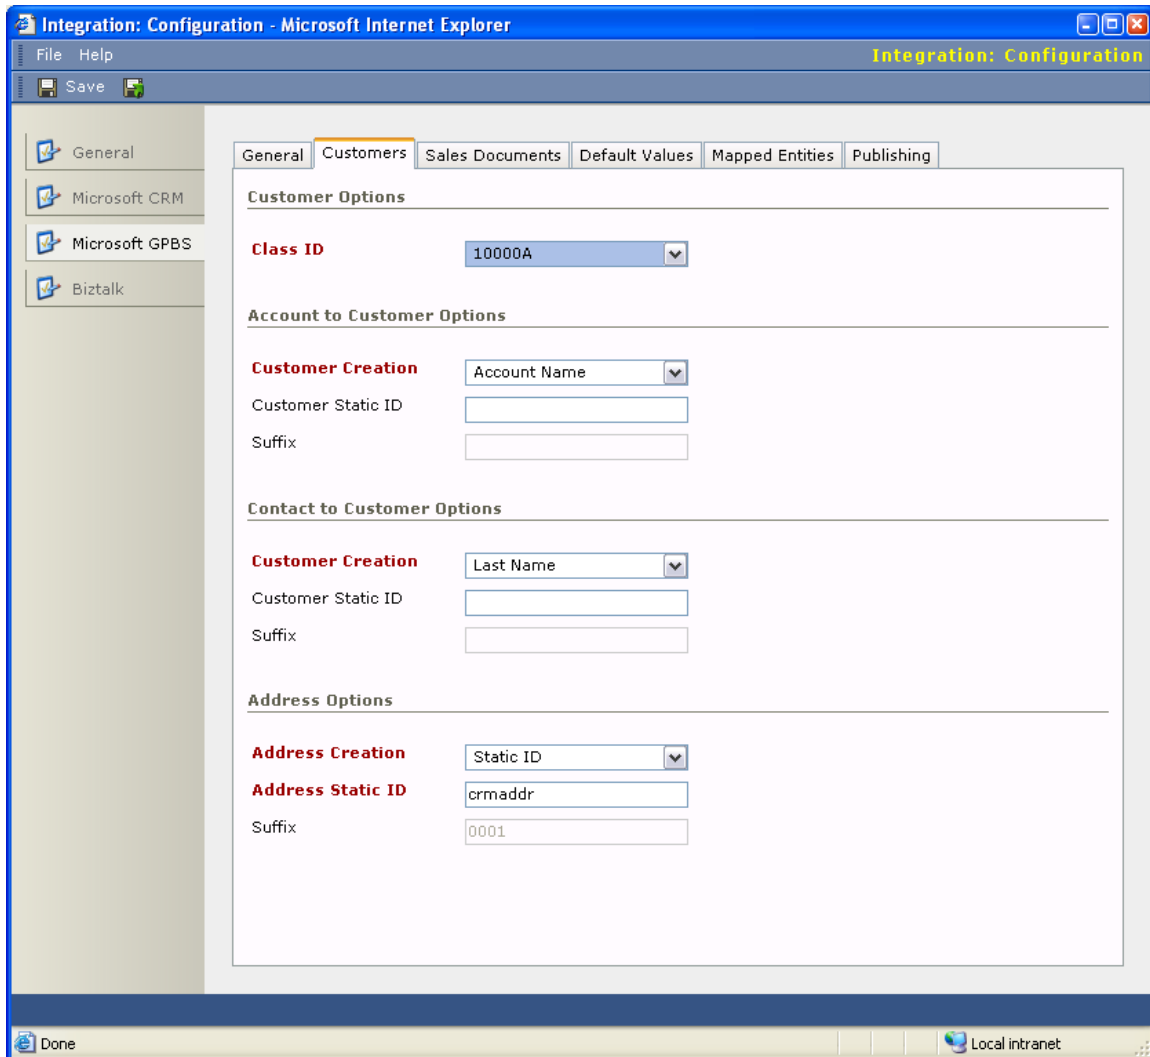 Integration: Configuration - Microsoft Internet Explorer
File Help Integration: Configuration
Save
General
Microsoft CRM
Microsoft GPBS
Biztalk
General Customers Sales Documents Default Values Mapped Entities Publishing
Customer Options
Class ID 10000A
Account to Customer Options
Customer Creation Account Name
Customer Static ID
Suffix
Contact to Customer Options
Customer Creation Last Name
Customer Static ID
Suffix
Address Options
Address Creation Static ID
Address Static ID crmaddr
Suffix 0001
Done Local intranet